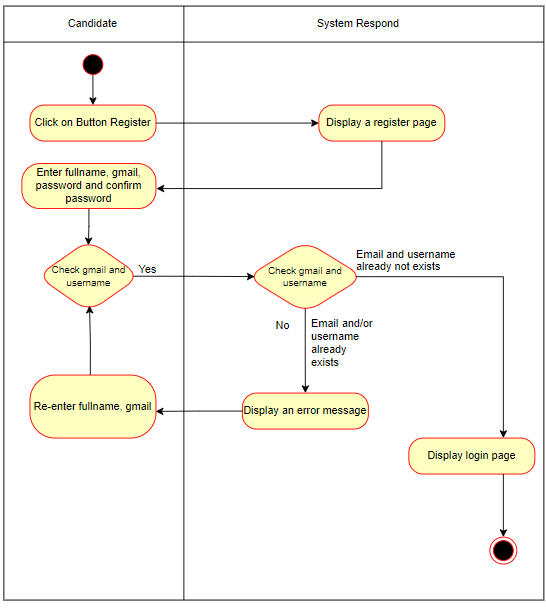 Candidate
System Respond
Click on Button Register
Display a register page
Enter fullname, gmail,
password and confirm
password
Check gmail and
username
Yes
Check gmail and
username
Email and username
already not exists
No
Email and/or
username
already
exists
Re-enter fullname, gmail
Display an error message
Display login page